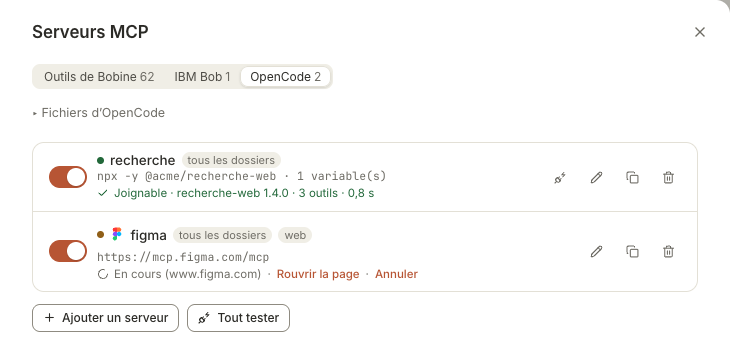 Serveurs MCP
Outils de Bobine 62 IBM Bob 1 OpenCode 2
Fichiers d’OpenCode
recherche tous les dossiers
npx -y @acme/recherche-web · 1 variable(s)
Joignable · recherche-web 1.4.0 · 3 outils · 0,8 s
figma tous les dossiers web
https://mcp.figma.com/mcp
En cours (www.figma.com) · Rouvrir la page · Annuler
Ajouter un serveur Tout tester